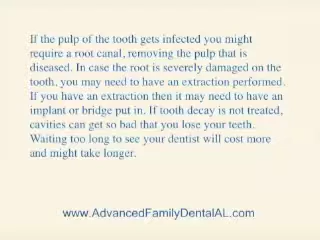 If the pulp of the tooth gets infected you might
require a root canal, removing the pulp that is
diseased. In case the root is severely damaged on the
tooth, you may need to have an extraction performed.
If you have an extraction then it may need to have an
implant or bridge put in. If tooth decay is not treated,
cavities can get so bad that you lose your teeth.
Waiting too long to see your dentist will cost more
and might take longer.
www.AdvancedFamilyDentalAL.com